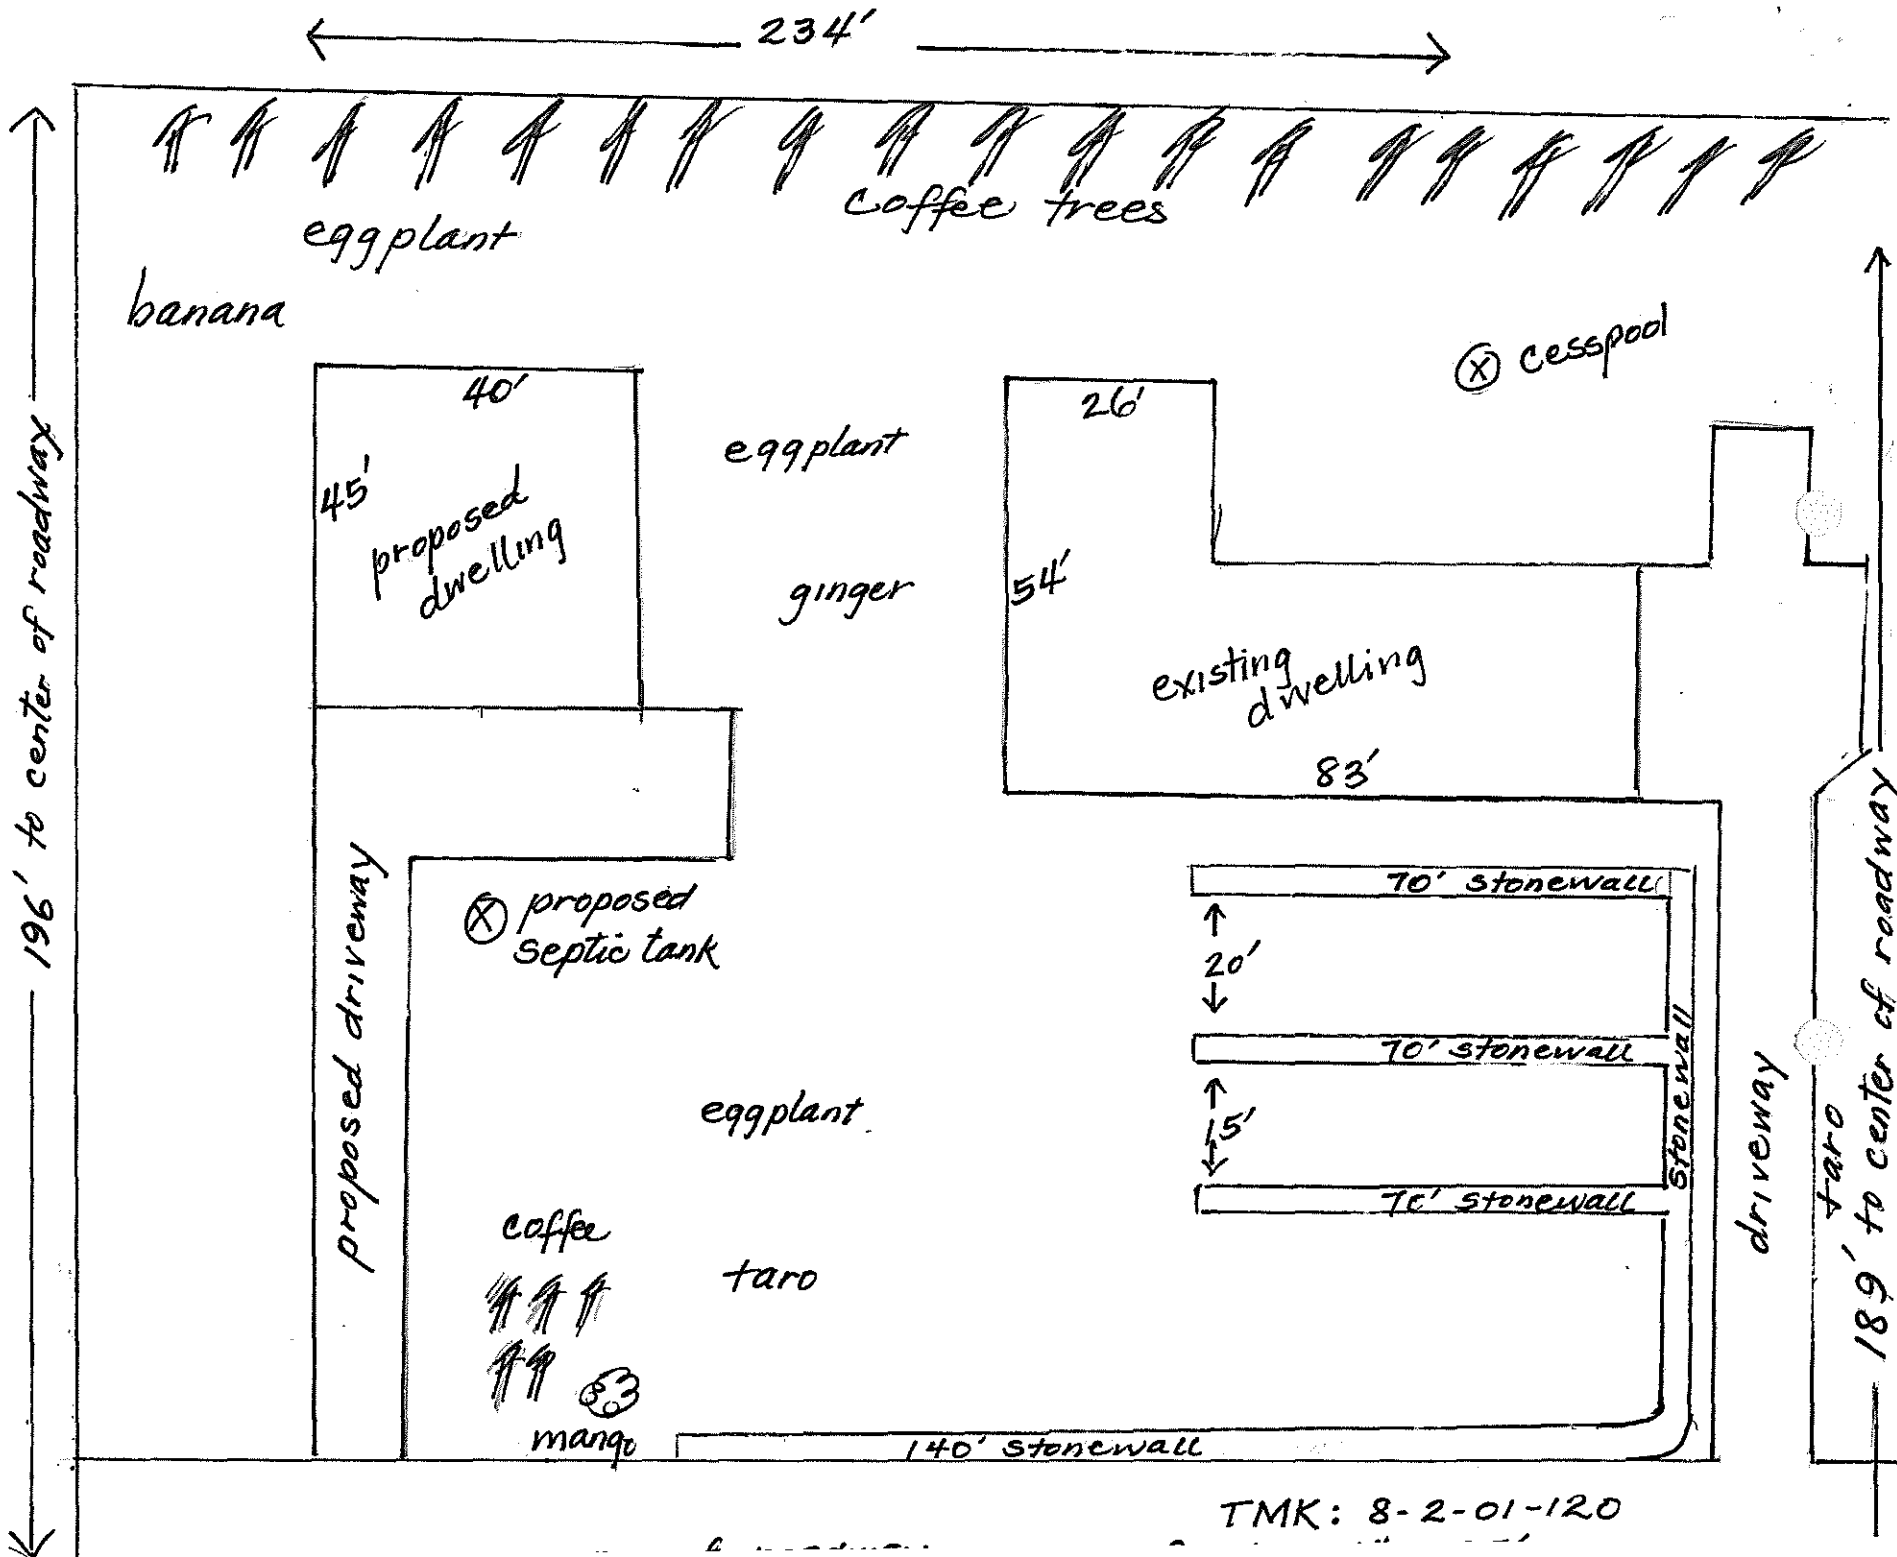 234'
coffee trees
eggplant
banana
ⓧ cesspool
40'
26'
eggplant
45'
proposed
dwelling
54'
ginger
existing
dwelling
83'
196' to center of roadway
proposed driveway
ⓧ proposed
septic tank
70' stonewall
20'
70' stonewall
15'
70' stonewall
stonewall
driveway
taro
189' to center of roadway
eggplant
coffee
taro
mango
140' stonewall
TMK: 8-2-01-120